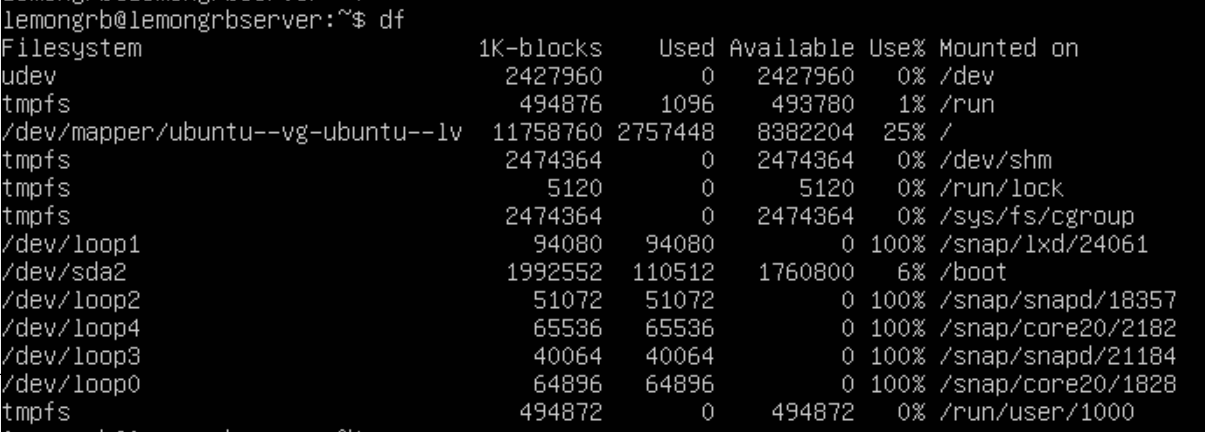 lemongrb@lemongrbserver:~$ df
Filesystem 1K-blocks Used Available Use% Mounted on
udev 2427960 0 2427960 0% /dev
tmpfs 494876 1096 493780 1% /run
/dev/mapper/ubuntu--vg-ubuntu--lv 11758760 2757448 8382204 25% /
tmpfs 2474364 0 2474364 0% /dev/shm
tmpfs 5120 0 5120 0% /run/lock
tmpfs 2474364 0 2474364 0% /sys/fs/cgroup
/dev/loop1 94080 94080 0 100% /snap/lxd/24061
/dev/sda2 1992552 110512 1760800 6% /boot
/dev/loop2 51072 51072 0 100% /snap/snapd/18357
/dev/loop4 65536 65536 0 100% /snap/core20/2182
/dev/loop3 40064 40064 0 100% /snap/snapd/21184
/dev/loop0 64896 64896 0 100% /snap/core20/1828
tmpfs 494872 0 494872 0% /run/user/1000